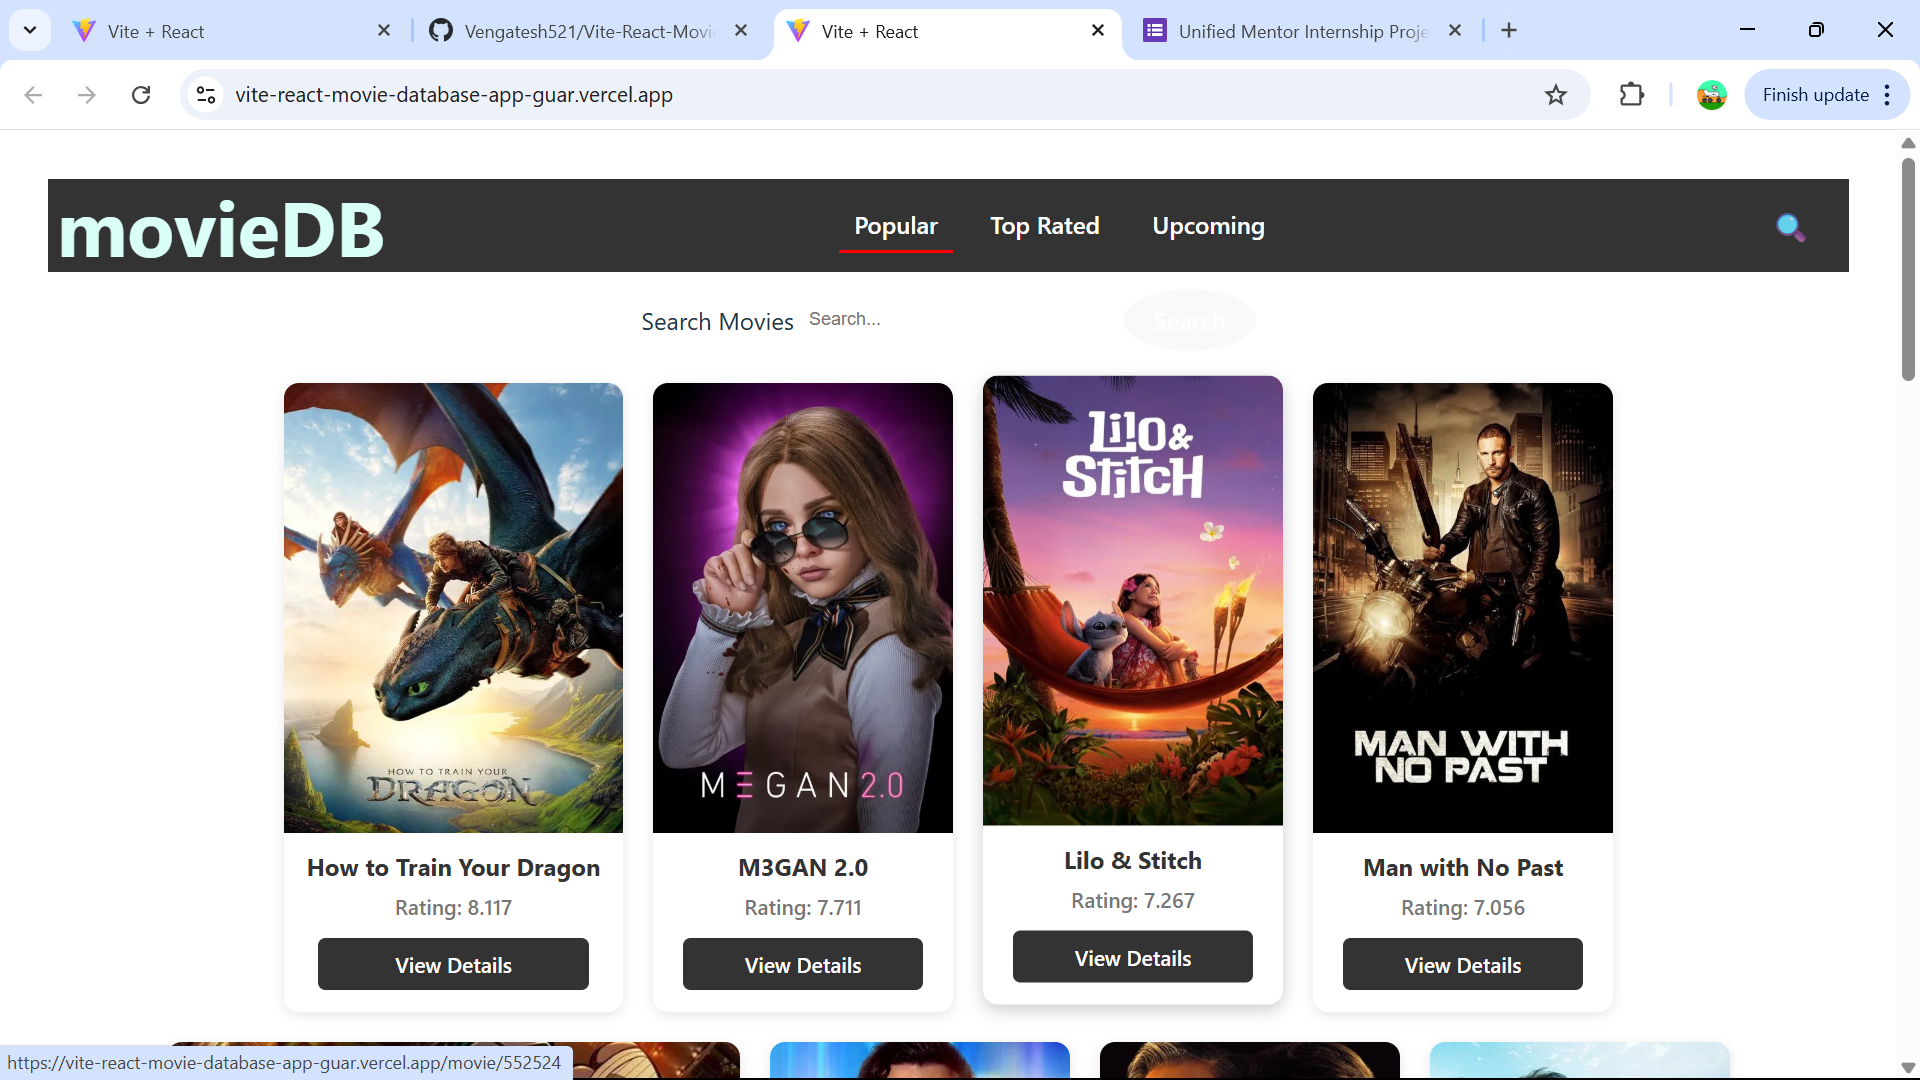 Vite + React
Vengatesh521/Vite-React-Movi
Vite + React
Unified Mentor Internship Proje
vite-react-movie-database-app-guar.vercel.app
Finish update
movieDB
Popular
Top Rated
Upcoming
Search Movies
Search...
Search
HOW TO TRAIN YOUR
DRAGON
M Ξ G A N 2.0
Lilo &
Stitch
MAN WITH
NO PAST
How to Train Your Dragon
Rating: 8.117
View Details
M3GAN 2.0
Rating: 7.711
View Details
Lilo & Stitch
Rating: 7.267
View Details
Man with No Past
Rating: 7.056
View Details
https://vite-react-movie-database-app-guar.vercel.app/movie/552524